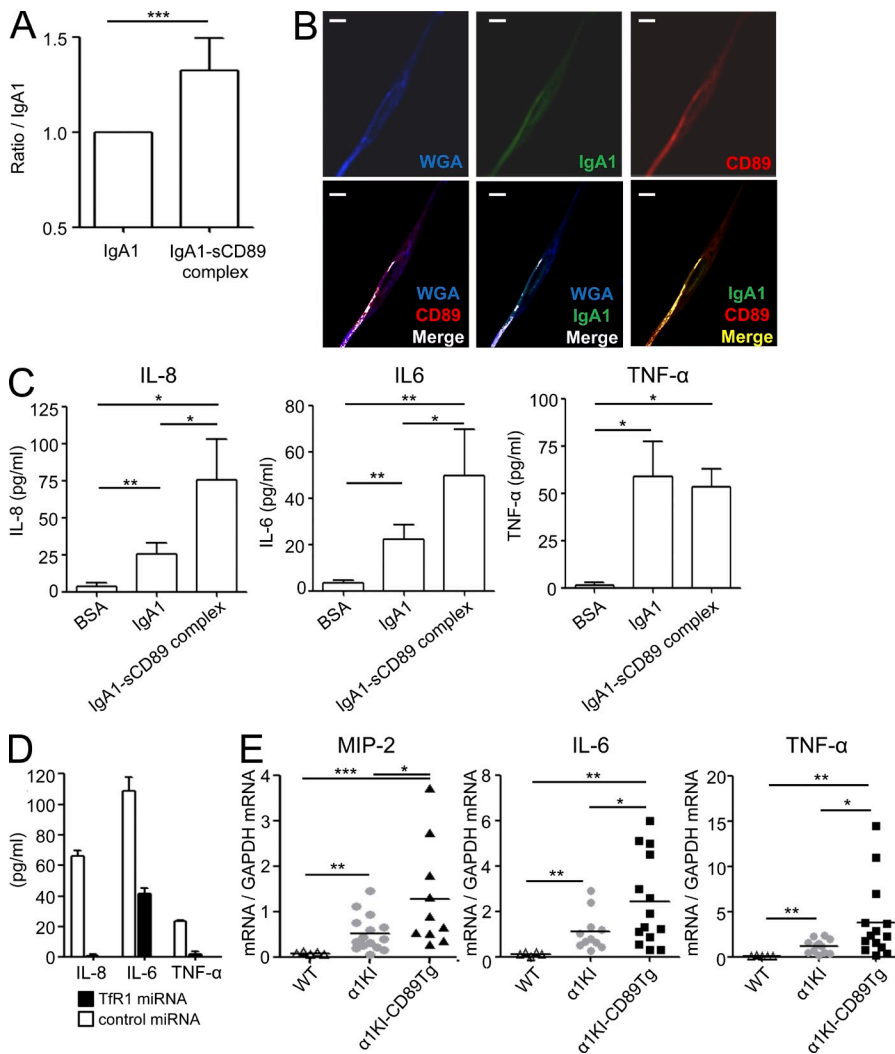 A
***
Ratio / IgA1
1.5
1.0
0.5
IgA1
IgA1-sCD89
complex
B
WGA
IgA1
CD89
WGA
CD89
Merge
WGA
IgA1
Merge
IgA1
CD89
Merge
C
IL-8
*
*
**
IL-8 (pg/ml)
125
100
75
50
25
0
BSA
IgA1
IgA1-sCD89 complex
IL6
**
*
**
IL-6 (pg/ml)
80
60
40
20
0
BSA
IgA1
IgA1-sCD89 complex
TNF-α
*
*
TNF-α (pg/ml)
100
75
50
25
0
BSA
IgA1
IgA1-sCD89 complex
D
(pg/ml)
120
100
80
60
40
20
0
IL-8
IL-6
TNF-α
TfR1 miRNA
control miRNA
E
MIP-2
***
*
**
mRNA / GAPDH mRNA
4
3
2
1
0
WT
α1KI
α1KI-CD89Tg
IL-6
**
*
**
mRNA / GAPDH mRNA
8
6
4
2
0
WT
α1KI
α1KI-CD89Tg
TNF-α
**
*
**
mRNA / GAPDH mRNA
20
15
10
5
0
WT
α1KI
α1KI-CD89Tg